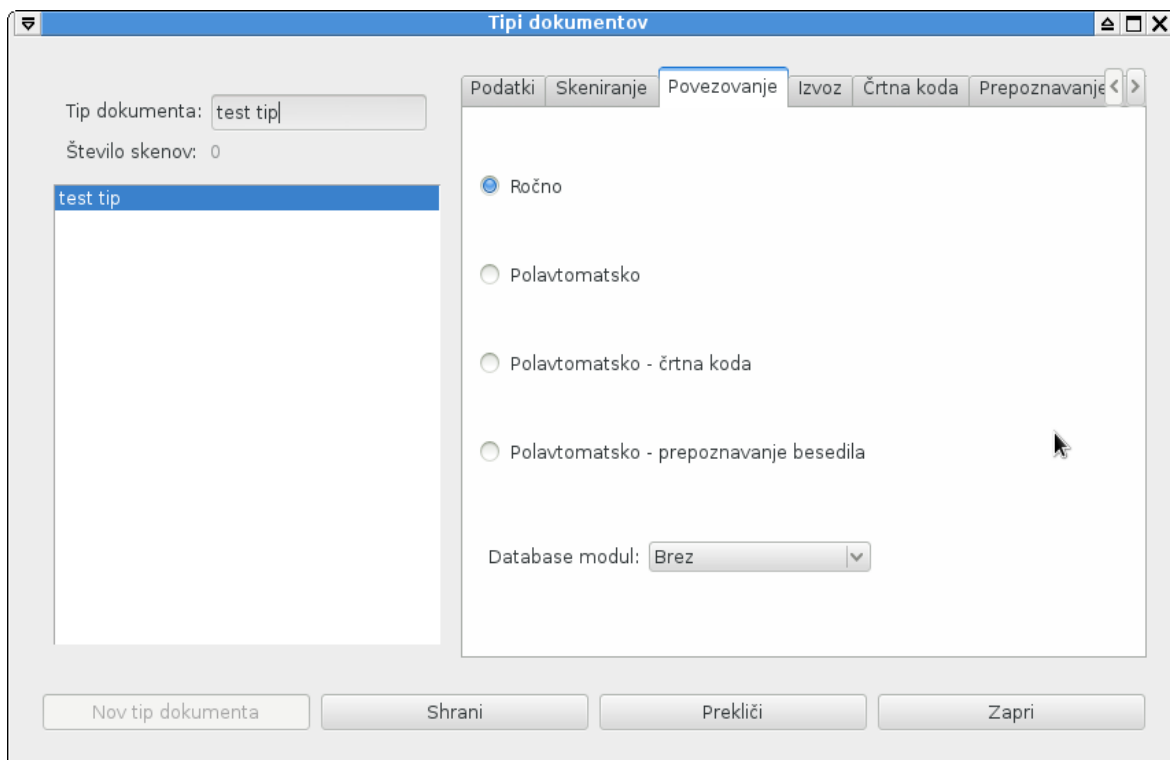 Tipi dokumentov
Podatki Skeniranje Povezovanje Izvoz Črtna koda Prepoznavanje
Tip dokumenta: test tip
Število skenov: 0
test tip
Ročno
Polavtomatsko
Polavtomatsko - črtna koda
Polavtomatsko - prepoznavanje besedila
Database modul: Brez
Nov tip dokumenta Shrani Prekliči Zapri